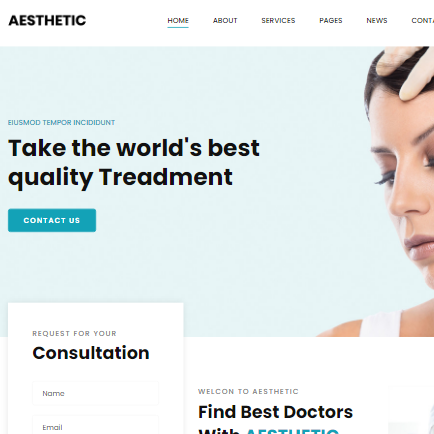 AESTHETIC
HOME ABOUT SERVICES PAGES NEWS
EIUSMOD TEMPOR INCIDIDUNT
Take the world's best
quality Treadment
CONTACT US
REQUEST FOR YOUR
Consultation
Name
Email
WELCON TO AESTHETIC
Find Best Doctors
With AESTHETIC